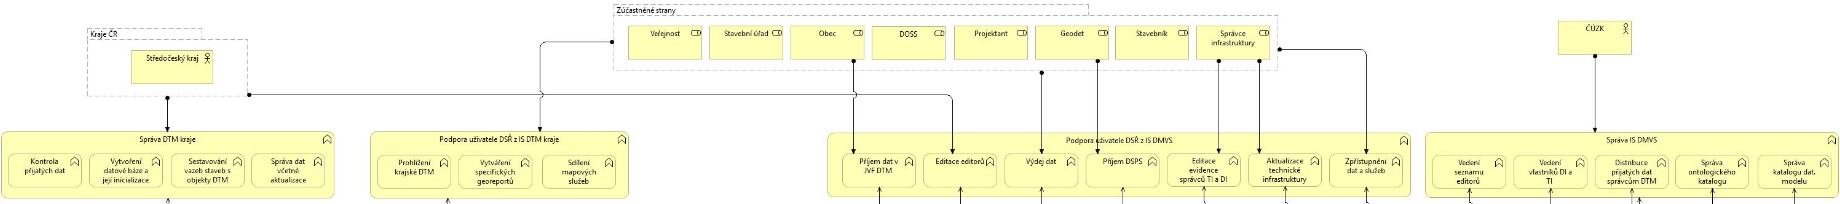 Zúčastněné strany
Kraje ČR
Středočeský kraj
Veřejnost
Stavební úřad
Obec
DOSS
Projektant
Geodet
Stavebník
Správce
infrastruktury
ČÚZK
Správa DTM kraje
Kontrola
přijatých dat
Vytvoření
datové báze a
její inicializace
Sestavování
vazeb staveb s
objekty DTM
Správa dat
včetně
aktualizace
Podpora uživatele DSŘ z IS DTM kraje
Prohlížení
krajské DTM
Vytváření
specifických
georeportů
Sdílení
mapových
služeb
Podpora uživatele DSŘ z IS DMVS
Příjem dat v
JVF DTM
Editace editorů
Výdej dat
Příjem DSPS
Editace
evidence
správců TI a DI
Aktualizace
technické
infrastruktury
Zpřístupnění
dat a služeb
Správa IS DMVS
Vedení
seznamu
editorů
Vedení
vlastníků DI a
TI
Distribuce
přijatých dat
správcům DTM
Správa
ontologického
katalogu
Správa
katalogu dat.
modelu